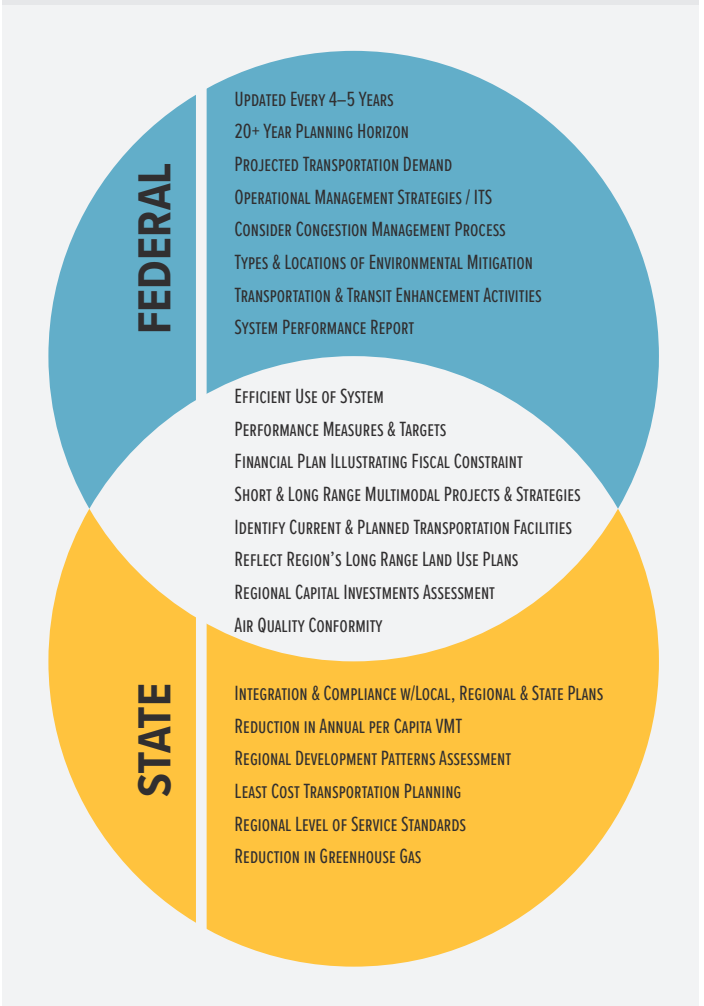 FEDERAL
Updated Every 4–5 Years
20+ Year Planning Horizon
Projected Transportation Demand
Operational Management Strategies / ITS
Consider Congestion Management Process
Types & Locations of Environmental Mitigation
Transportation & Transit Enhancement Activities
System Performance Report
Efficient Use of System
Performance Measures & Targets
Financial Plan Illustrating Fiscal Constraint
Short & Long Range Multimodal Projects & Strategies
Identify Current & Planned Transportation Facilities
Reflect Region's Long Range Land Use Plans
Regional Capital Investments Assessment
Air Quality Conformity
STATE
Integration & Compliance w/Local, Regional & State Plans
Reduction in Annual per Capita VMT
Regional Development Patterns Assessment
Least Cost Transportation Planning
Regional Level of Service Standards
Reduction in Greenhouse Gas